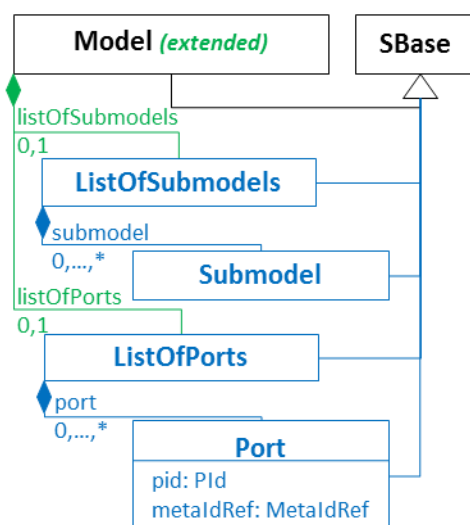 Model (extended)
SBase
listOfSubmodels
0,1
ListOfSubmodels
submodel
0,...,*
Submodel
listOfPorts
0,1
ListOfPorts
port
0,...,*
Port
pid: PId
metaIdRef: MetaIdRef